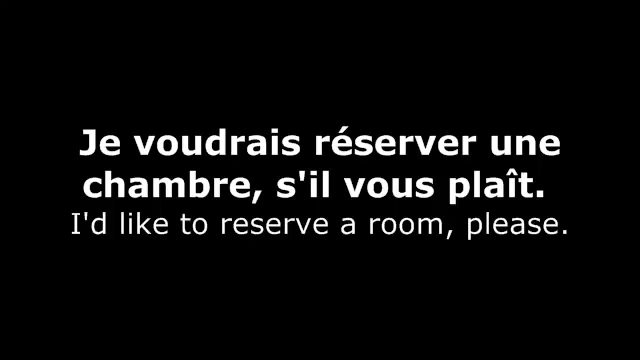 Je voudrais réserver une
chambre, s'il vous plaît.
I'd like to reserve a room, please.